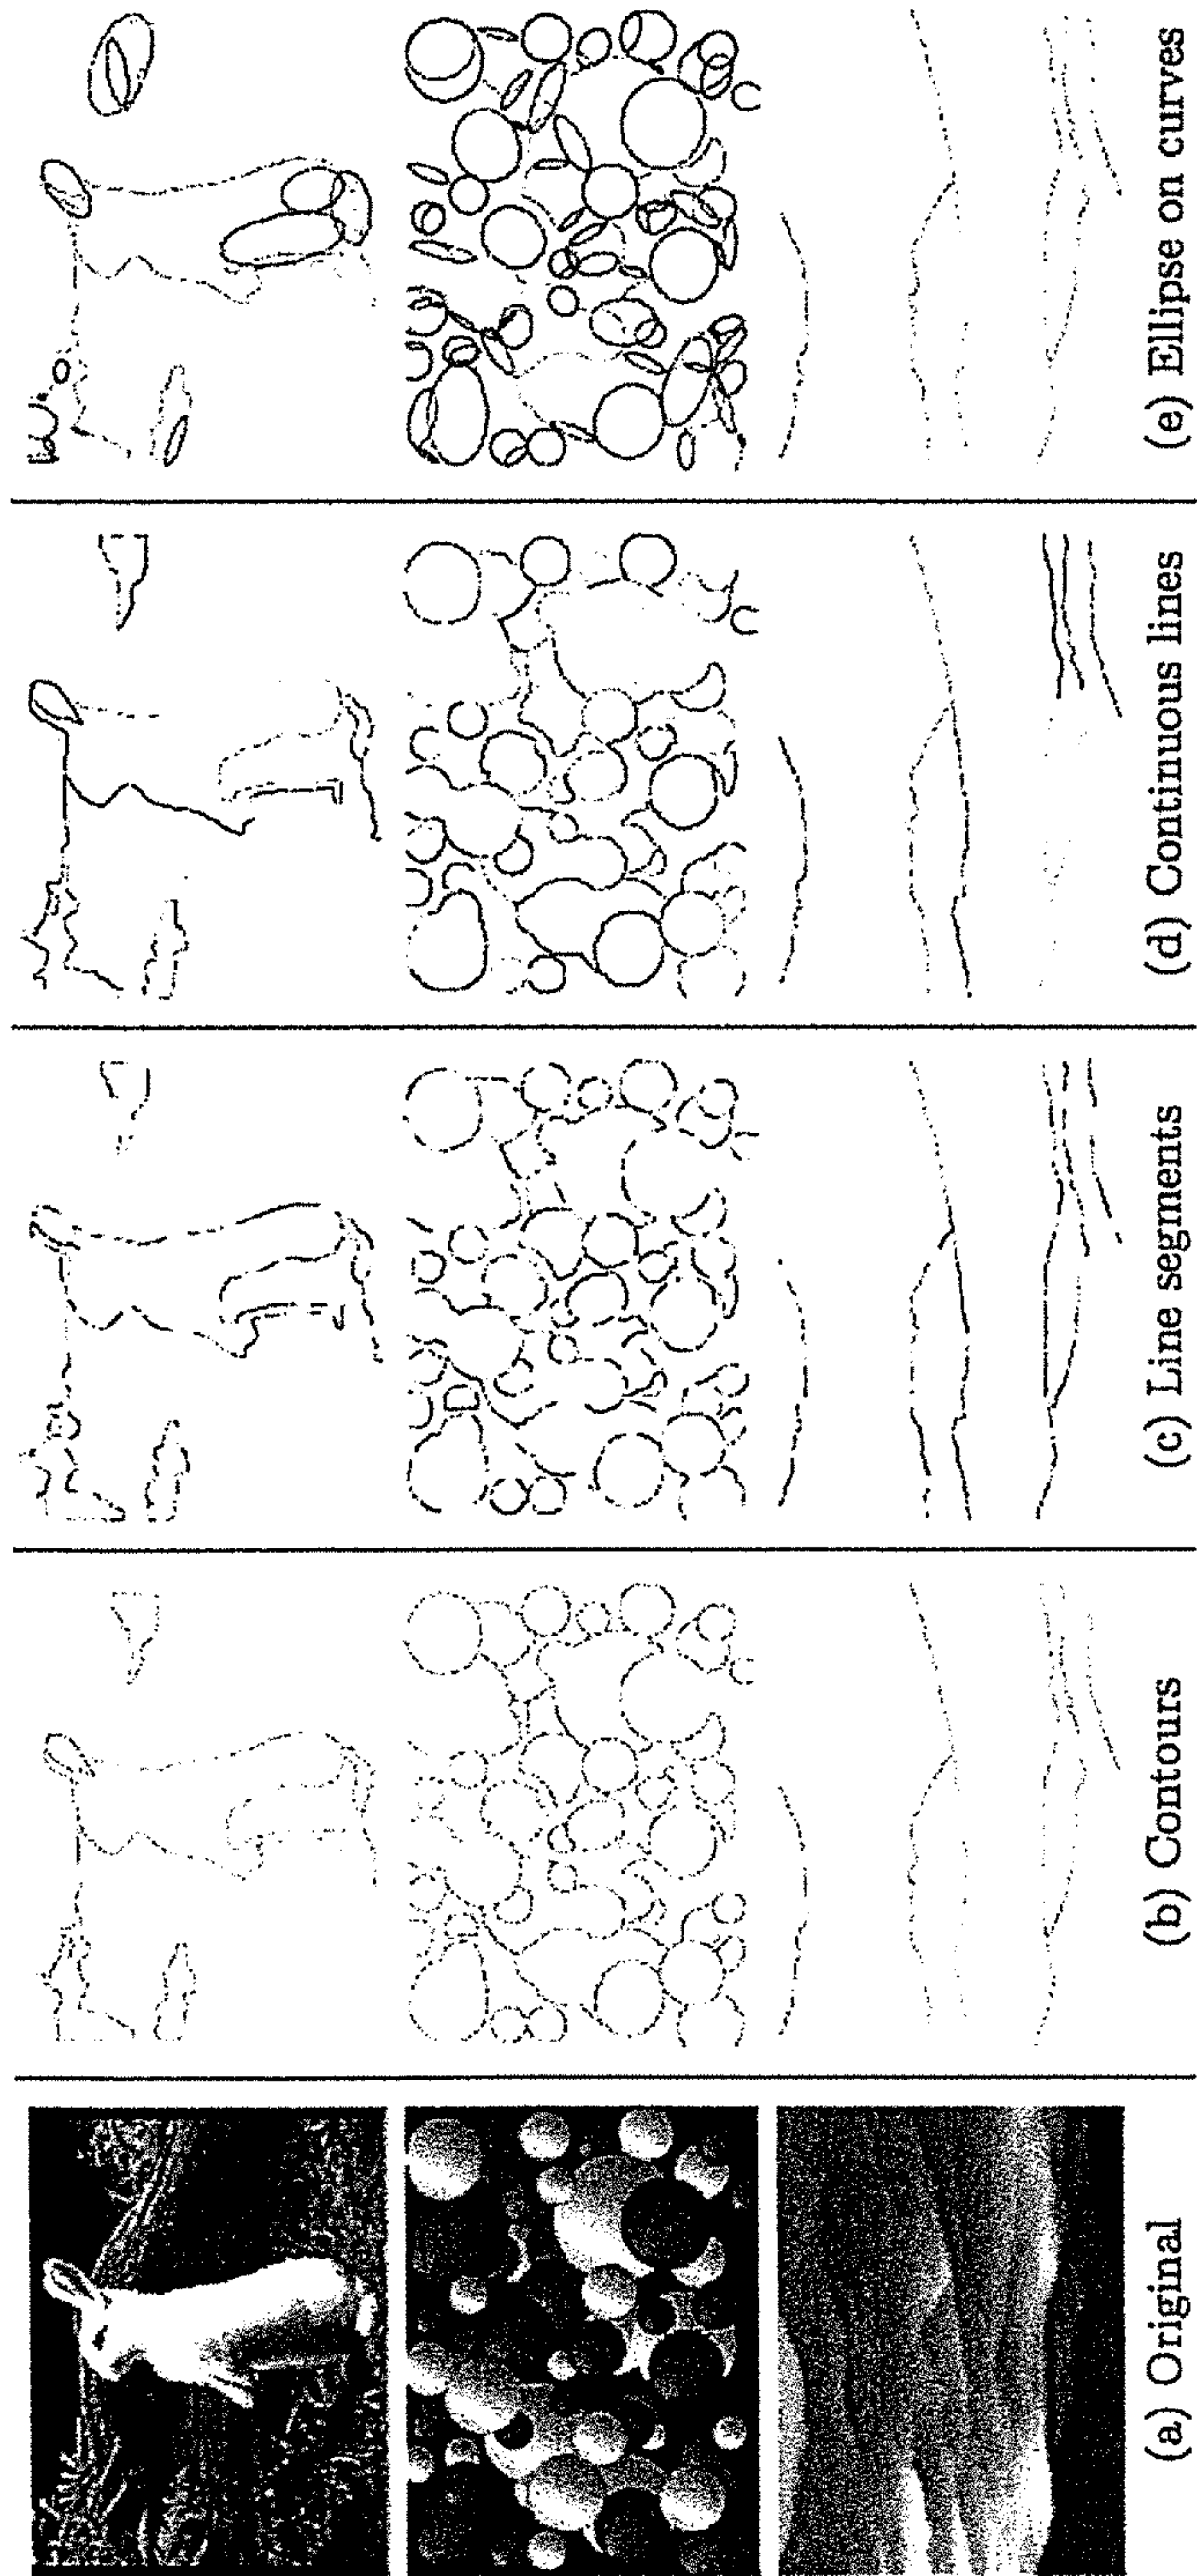 (a) Original
(b) Contours
(c) Line segments
(d) Continuous lines
(e) Ellipse on curves